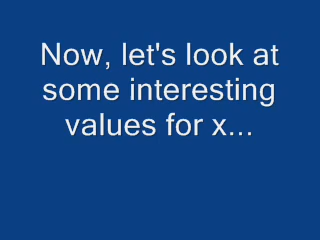 Now, let's look at
some interesting
values for x...